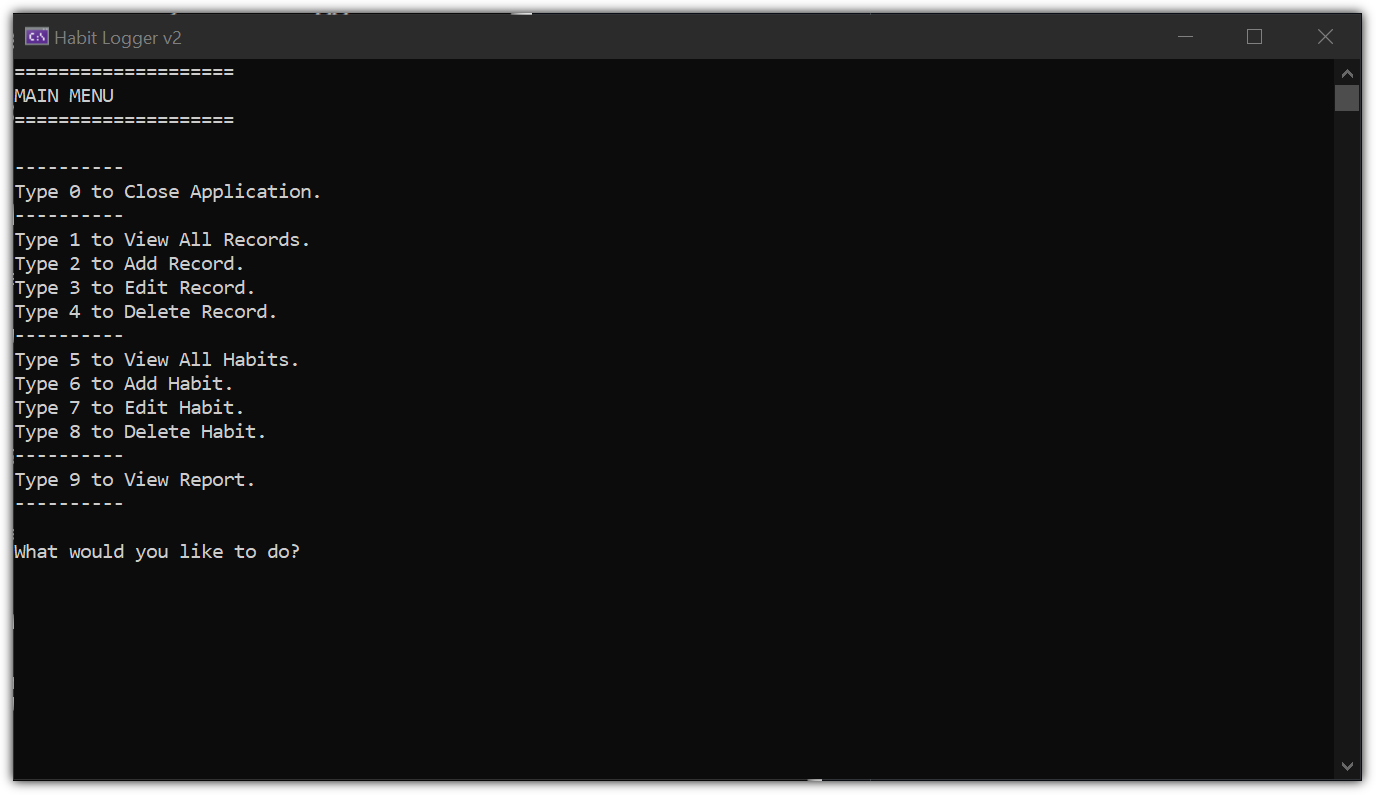 C:\ Habit Logger v2
====================
MAIN MENU
====================
----------
Type 0 to Close Application.
----------
Type 1 to View All Records.
Type 2 to Add Record.
Type 3 to Edit Record.
Type 4 to Delete Record.
----------
Type 5 to View All Habits.
Type 6 to Add Habit.
Type 7 to Edit Habit.
Type 8 to Delete Habit.
----------
Type 9 to View Report.
----------
What would you like to do?